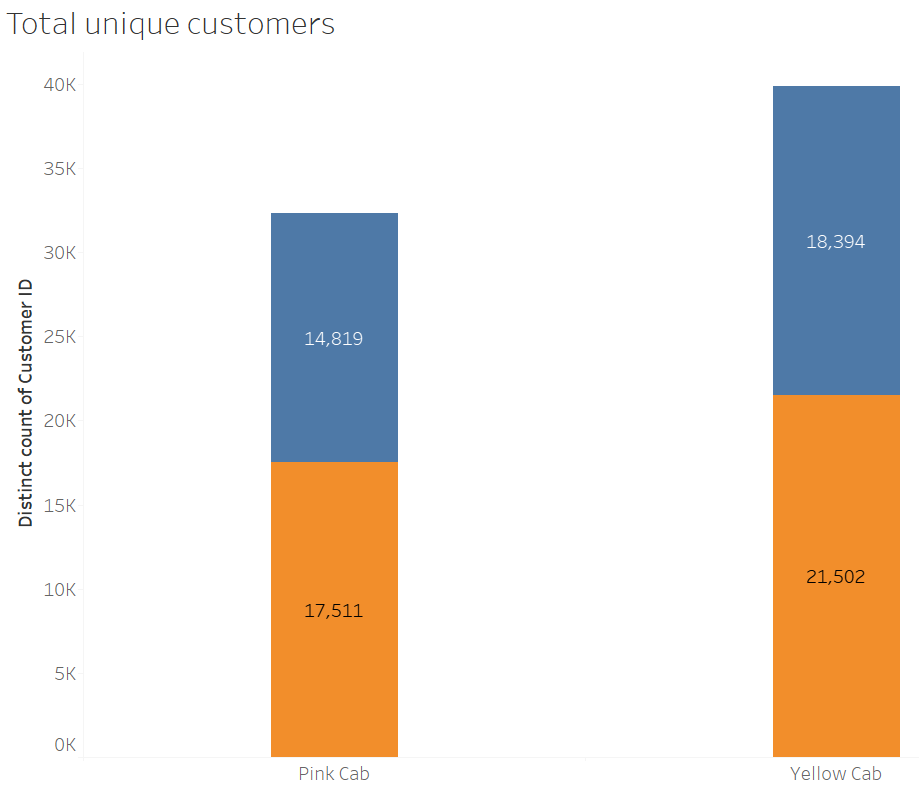 Total unique customers
Distinct count of Customer ID
40K
35K
30K
25K
20K
15K
10K
5K
0K
14,819
17,511
18,394
21,502
Pink Cab
Yellow Cab